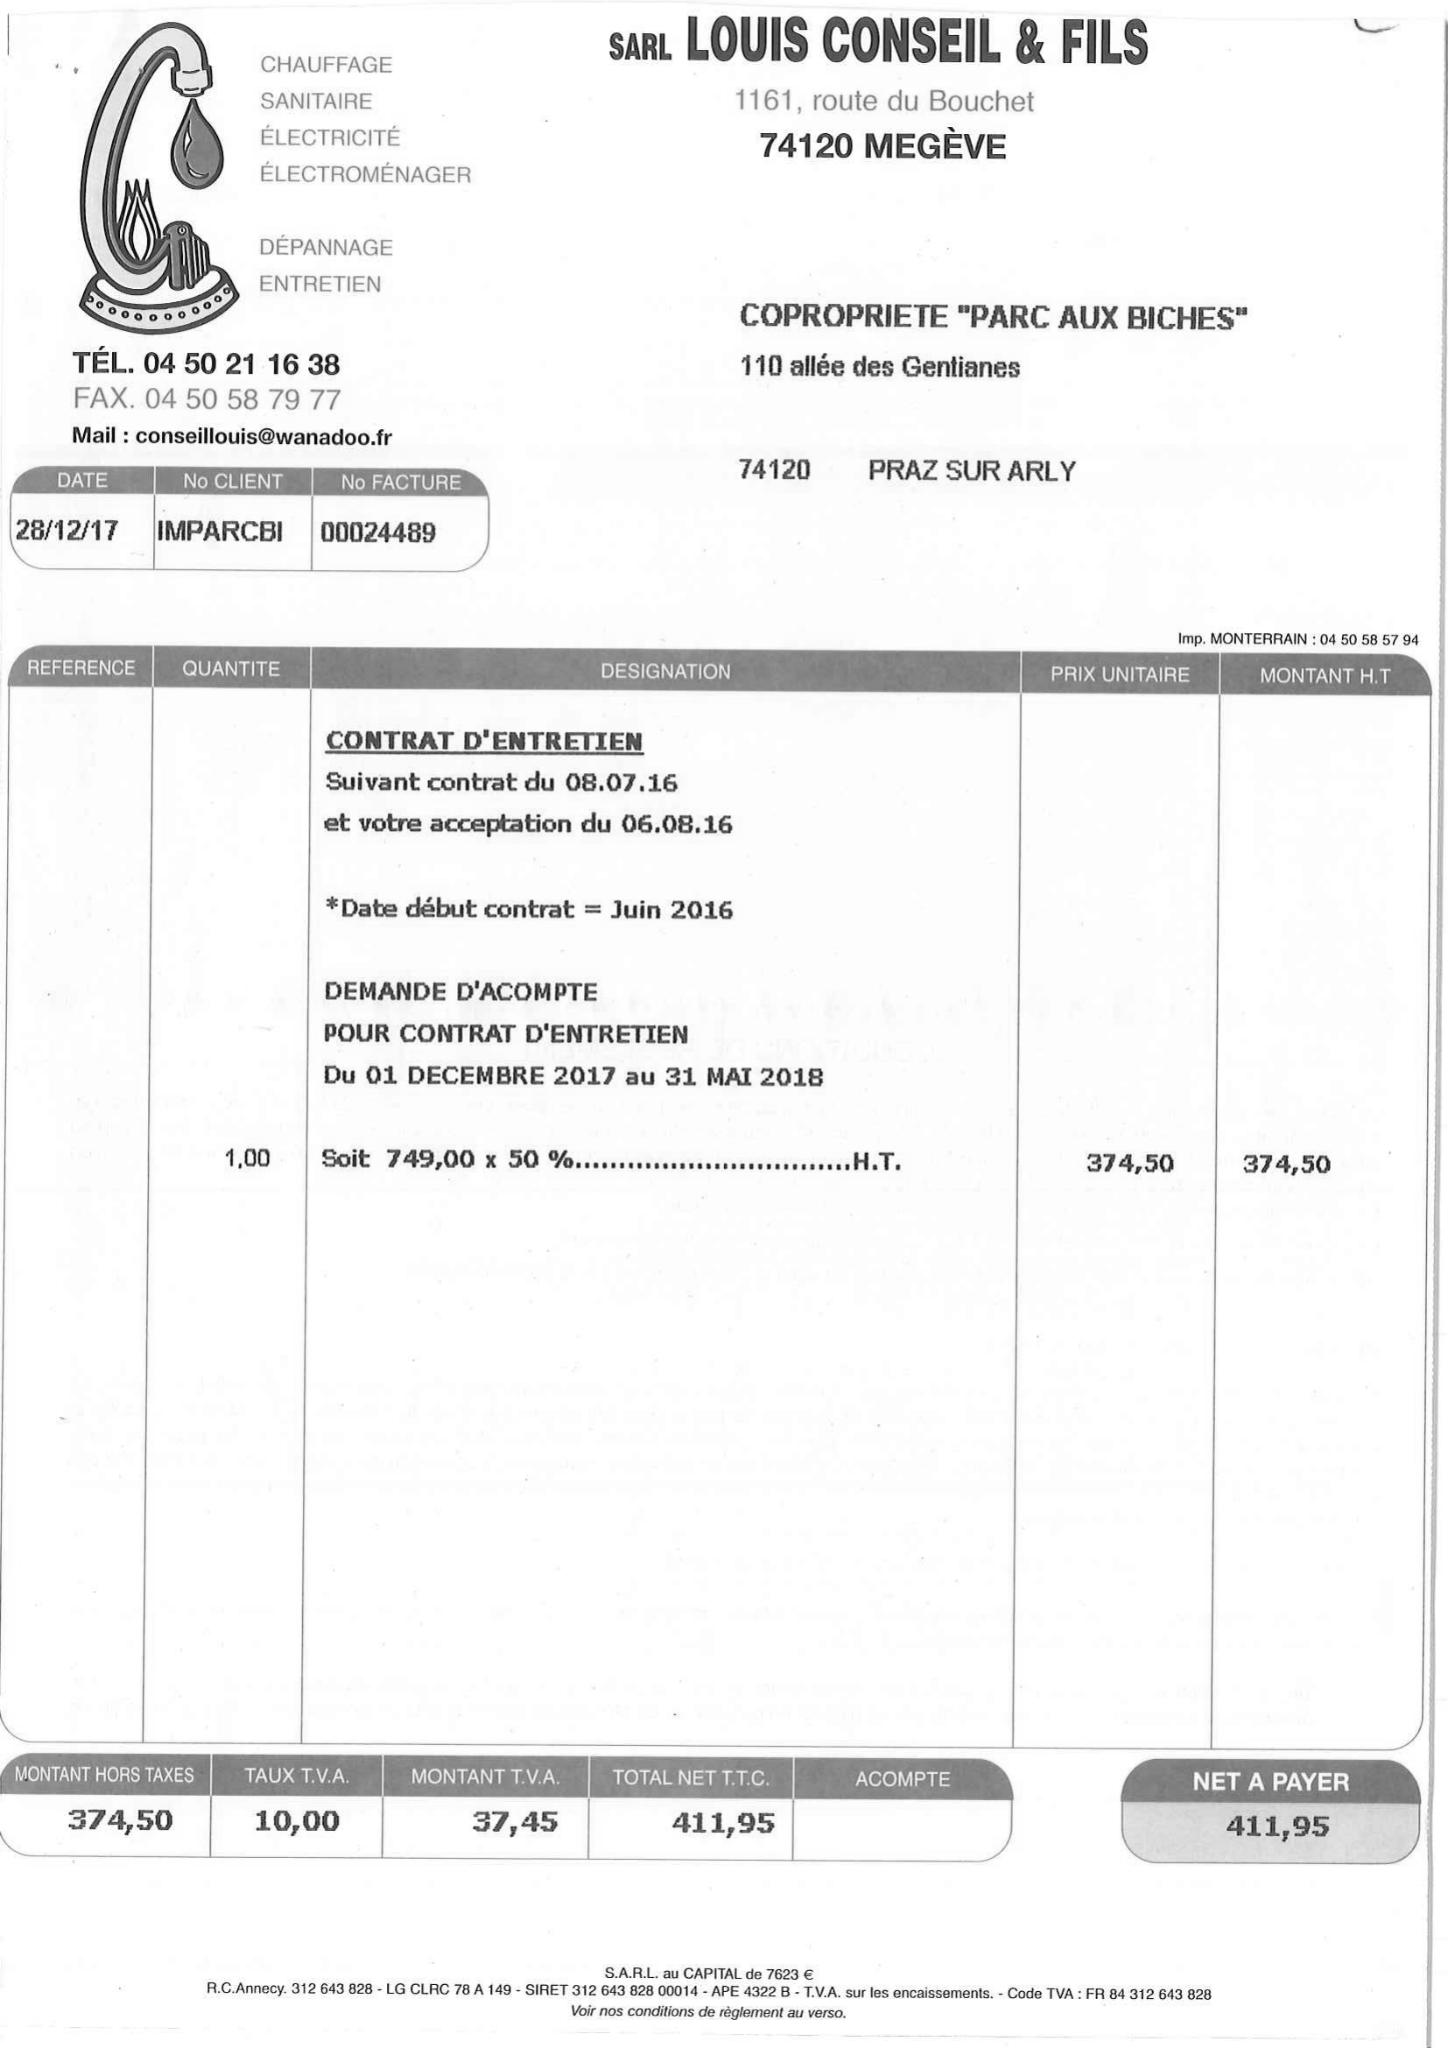 SARL LOUIS CONSEIL & FILS
1161, route du Bouchet
74120 MEGÈVE
CHAUFFAGE
SANITAIRE
ÉLECTRICITÉ
ÉLECTROMÉNAGER
DÉPANNAGE
ENTRETIEN
TÉL. 04 50 21 16 38
FAX. 04 50 58 79 77
Mail : conseillouis@wanadoo.fr
COPROPRIETE "PARC AUX BICHES"
110 allée des Gentianes
74120 PRAZ SUR ARLY
DATE No CLIENT No FACTURE
28/12/17 IMPARCBI 00024489
Imp. MONTERRAIN : 04 50 58 57 94
REFERENCE QUANTITE DESIGNATION PRIX UNITAIRE MONTANT H.T
CONTRAT D'ENTRETIEN
Suivant contrat du 08.07.16
et votre acceptation du 06.08.16
*Date début contrat = Juin 2016
DEMANDE D'ACOMPTE
POUR CONTRAT D'ENTRETIEN
Du 01 DECEMBRE 2017 au 31 MAI 2018
1,00 Soit 749,00 x 50 %................................H.T. 374,50 374,50
MONTANT HORS TAXES TAUX T.V.A. MONTANT T.V.A. TOTAL NET T.T.C. ACOMPTE NET A PAYER
374,50 10,00 37,45 411,95 411,95
S.A.R.L. au CAPITAL de 7623 €
R.C.Annecy. 312 643 828 - LG CLRC 78 A 149 - SIRET 312 643 828 00014 - APE 4322 B - T.V.A. sur les encaissements. - Code TVA : FR 84 312 643 828
Voir nos conditions de règlement au verso.